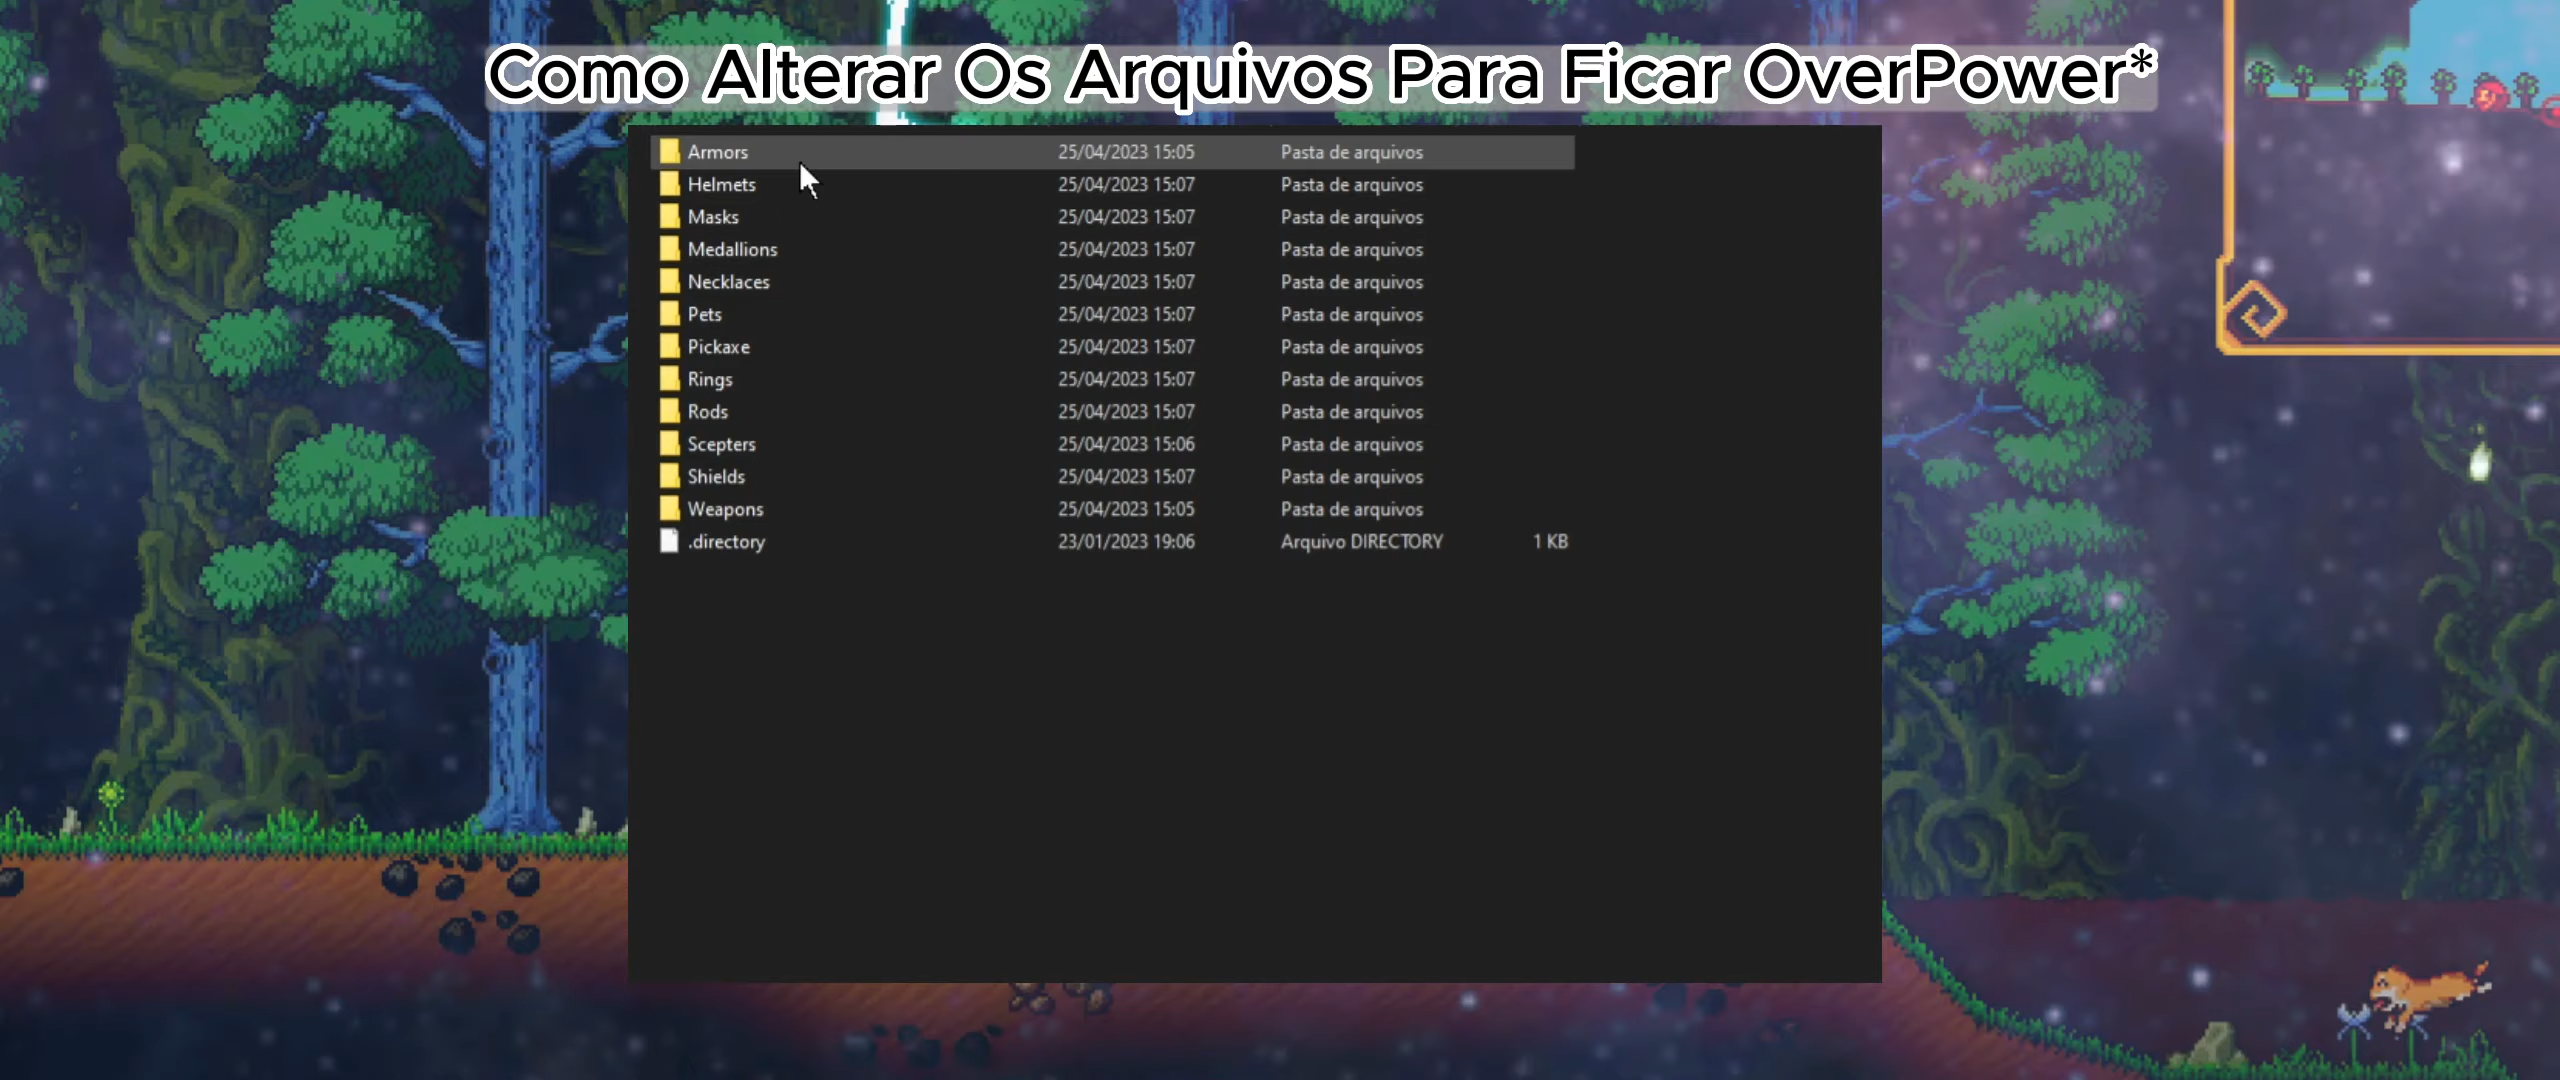 Como Alterar Os Arquivos Para Ficar OverPower*
Armors 25/04/2023 15:05 Pasta de arquivos
Helmets 25/04/2023 15:07 Pasta de arquivos
Masks 25/04/2023 15:07 Pasta de arquivos
Medallions 25/04/2023 15:07 Pasta de arquivos
Necklaces 25/04/2023 15:07 Pasta de arquivos
Pets 25/04/2023 15:07 Pasta de arquivos
Pickaxe 25/04/2023 15:07 Pasta de arquivos
Rings 25/04/2023 15:07 Pasta de arquivos
Rods 25/04/2023 15:07 Pasta de arquivos
Scepters 25/04/2023 15:06 Pasta de arquivos
Shields 25/04/2023 15:07 Pasta de arquivos
Weapons 25/04/2023 15:05 Pasta de arquivos
.directory 23/01/2023 19:06 Arquivo DIRECTORY 1 KB